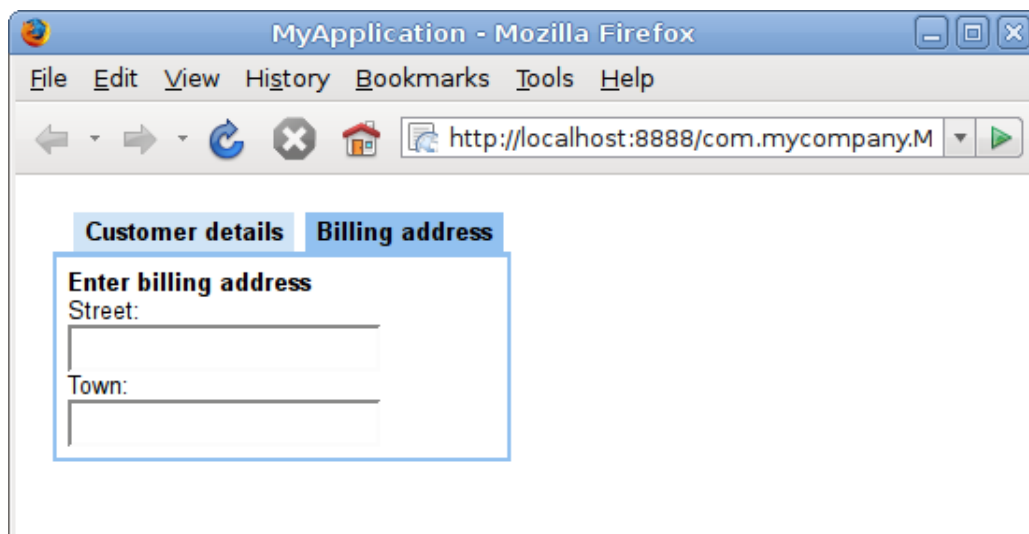 MyApplication - Mozilla Firefox
File Edit View History Bookmarks Tools Help
http://localhost:8888/com.mycompany.M
Customer details Billing address
Enter billing address
Street:
Town: